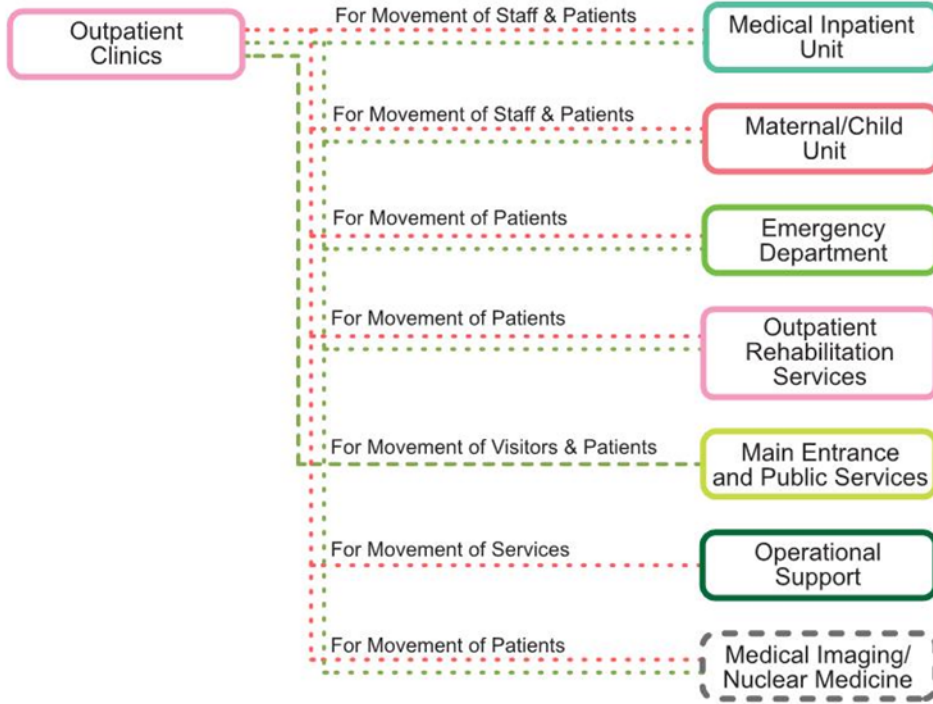 Outpatient
Clinics
For Movement of Staff & Patients
Medical Inpatient
Unit
For Movement of Staff & Patients
Maternal/Child
Unit
For Movement of Patients
Emergency
Department
For Movement of Patients
Outpatient
Rehabilitation
Services
For Movement of Visitors & Patients
Main Entrance
and Public Services
For Movement of Services
Operational
Support
For Movement of Patients
Medical Imaging/
Nuclear Medicine